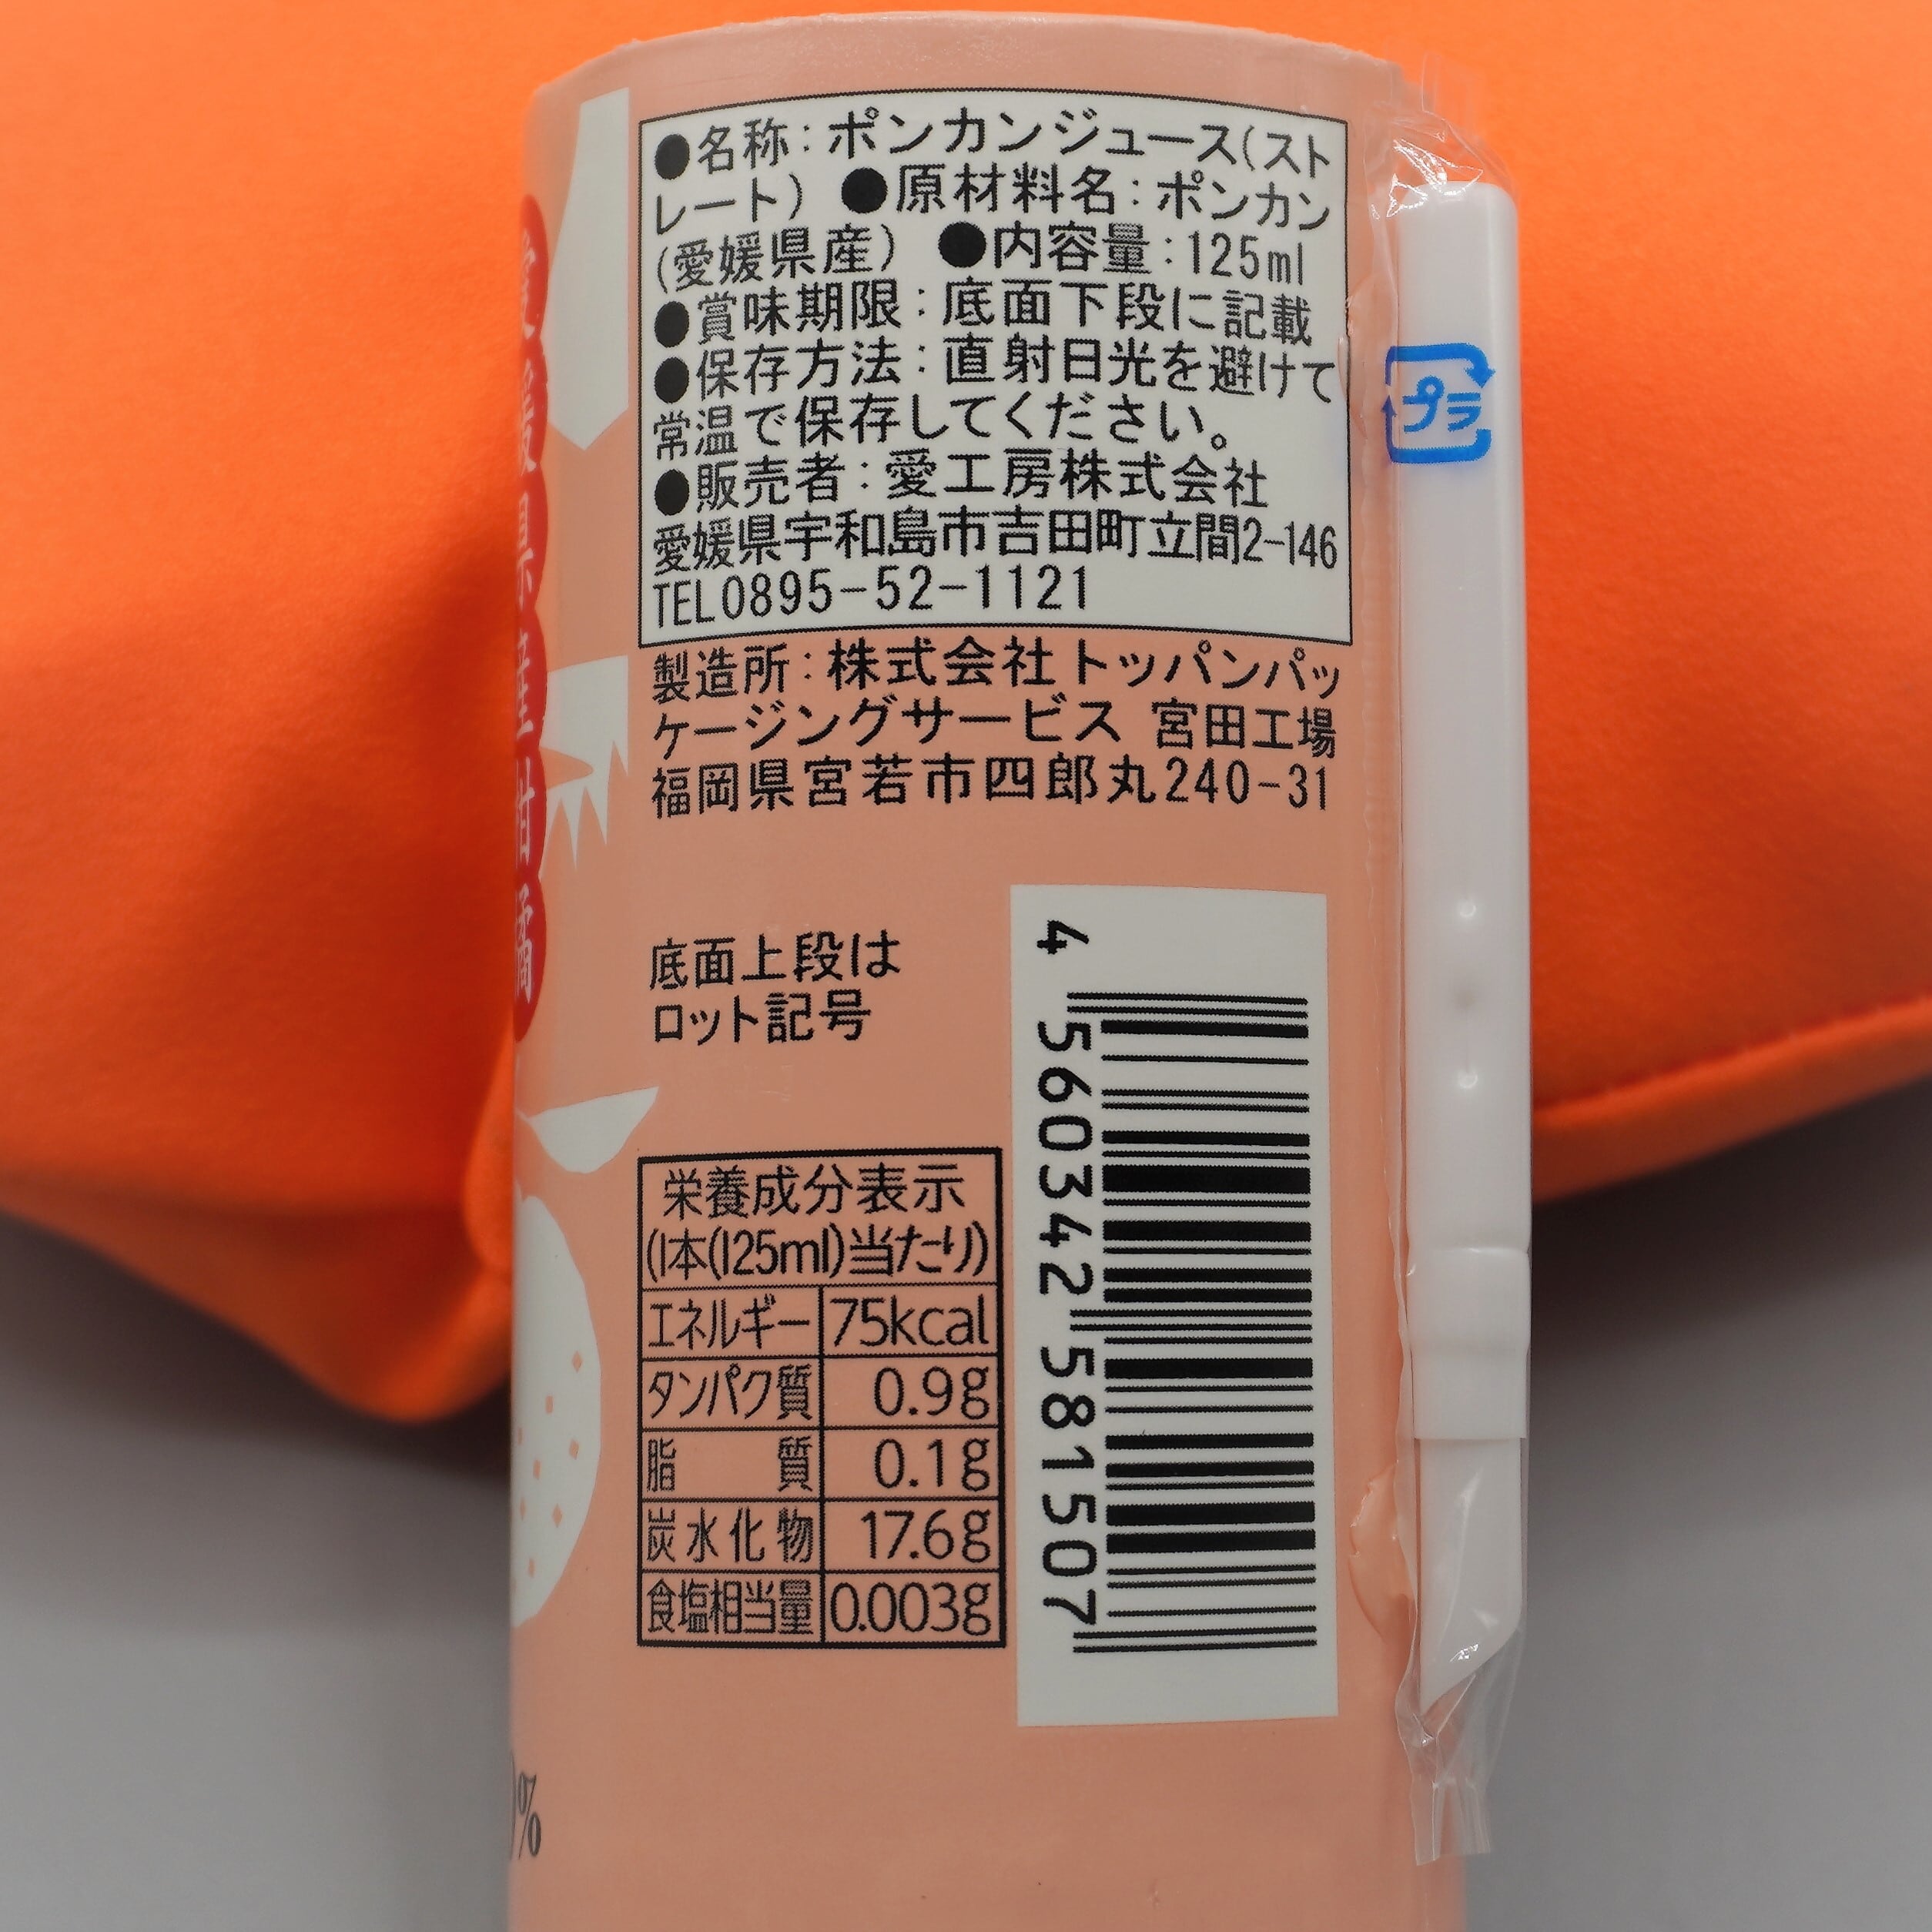 ●名称:ポンカンジュース(スト
レート) ●原材料名:ポンカン
(愛媛県産) ●内容量:125ml
●賞味期限:底面下段に記載
●保存方法:直射日光を避けて
常温で保存してください。
●販売者:愛工房株式会社
愛媛県宇和島市吉田町立間2-146
TEL0895-52-1121
製造所:株式会社トッパンパッ
ケージングサービス 宮田工場
福岡県宮若市四郎丸240-31
底面上段は
ロット記号
栄養成分表示
(1本(125ml)当たり)
エネルギー 75kcal
タンパク質 0.9g
脂質 0.1g
炭水化物 17.6g
食塩相当量 0.003g
4 560342 581507
プラ
愛媛県産柑橘
%